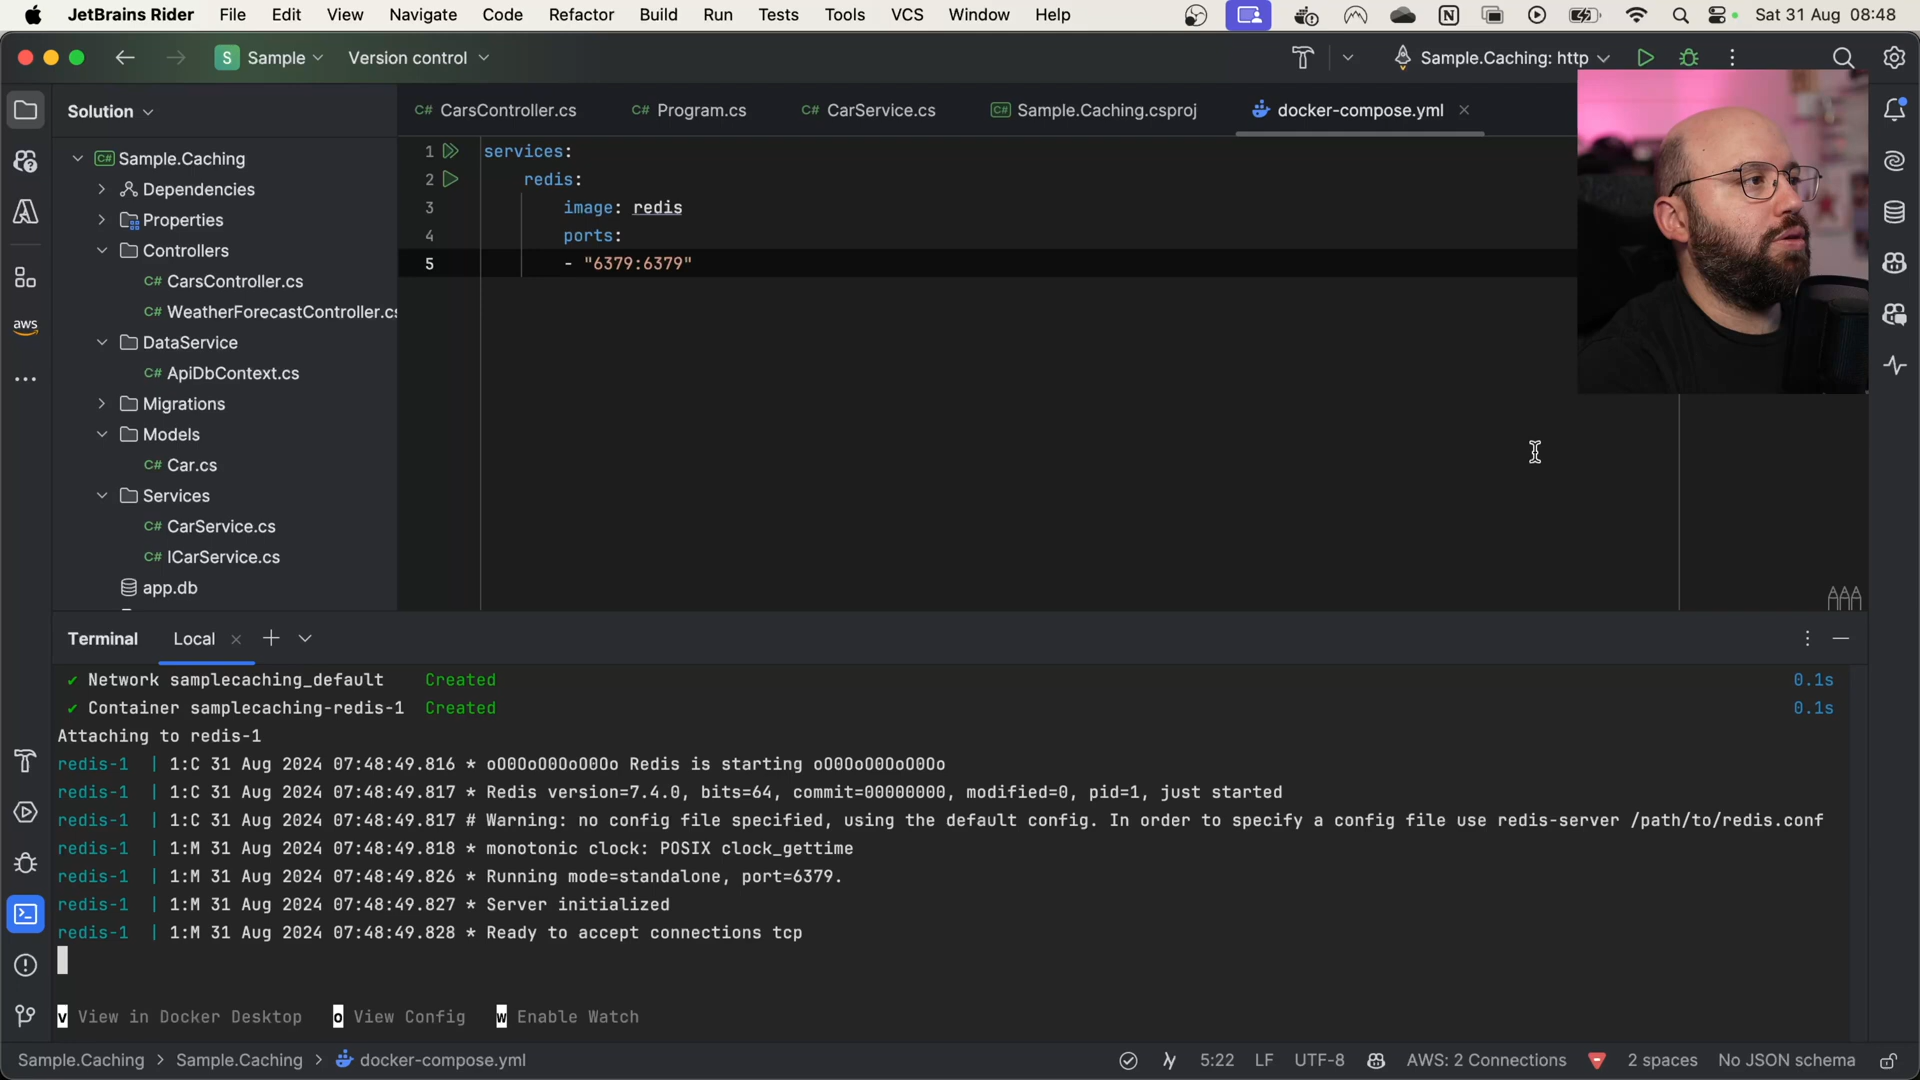 JetBrains Rider File Edit View Navigate Code Refactor Build Run Tests Tools VCS Window Help Sat 31 Aug 08:48
S Sample Version control Sample.Caching: http
Solution
C# CarsController.cs C# Program.cs C# CarService.cs C# Sample.Caching.csproj docker-compose.yml
C# Sample.Caching
Dependencies
Properties
Controllers
C# CarsController.cs
C# WeatherForecastController.cs
DataService
C# ApiDbContext.cs
Migrations
Models
C# Car.cs
Services
C# CarService.cs
C# ICarService.cs
app.db
aws
1 services:
2 redis:
3 image: redis
4 ports:
5 - "6379:6379"
Terminal Local
✔ Network samplecaching_default Created 0.1s
✔ Container samplecaching-redis-1 Created 0.1s
Attaching to redis-1
redis-1 | 1:C 31 Aug 2024 07:48:49.816 * oO0OoO0OoO0Oo Redis is starting oO0OoO0OoO0Oo
redis-1 | 1:C 31 Aug 2024 07:48:49.817 * Redis version=7.4.0, bits=64, commit=00000000, modified=0, pid=1, just started
redis-1 | 1:C 31 Aug 2024 07:48:49.817 # Warning: no config file specified, using the default config. In order to specify a config file use redis-server /path/to/redis.conf
redis-1 | 1:M 31 Aug 2024 07:48:49.818 * monotonic clock: POSIX clock_gettime
redis-1 | 1:M 31 Aug 2024 07:48:49.826 * Running mode=standalone, port=6379.
redis-1 | 1:M 31 Aug 2024 07:48:49.827 * Server initialized
redis-1 | 1:M 31 Aug 2024 07:48:49.828 * Ready to accept connections tcp
v View in Docker Desktop o View Config w Enable Watch
Sample.Caching > Sample.Caching > docker-compose.yml 5:22 LF UTF-8 AWS: 2 Connections 2 spaces No JSON schema